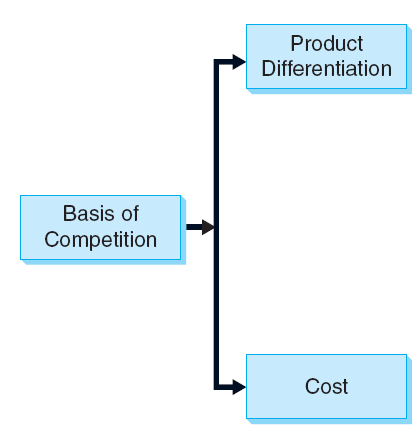 Product
Differentiation
Basis of
Competition
Cost